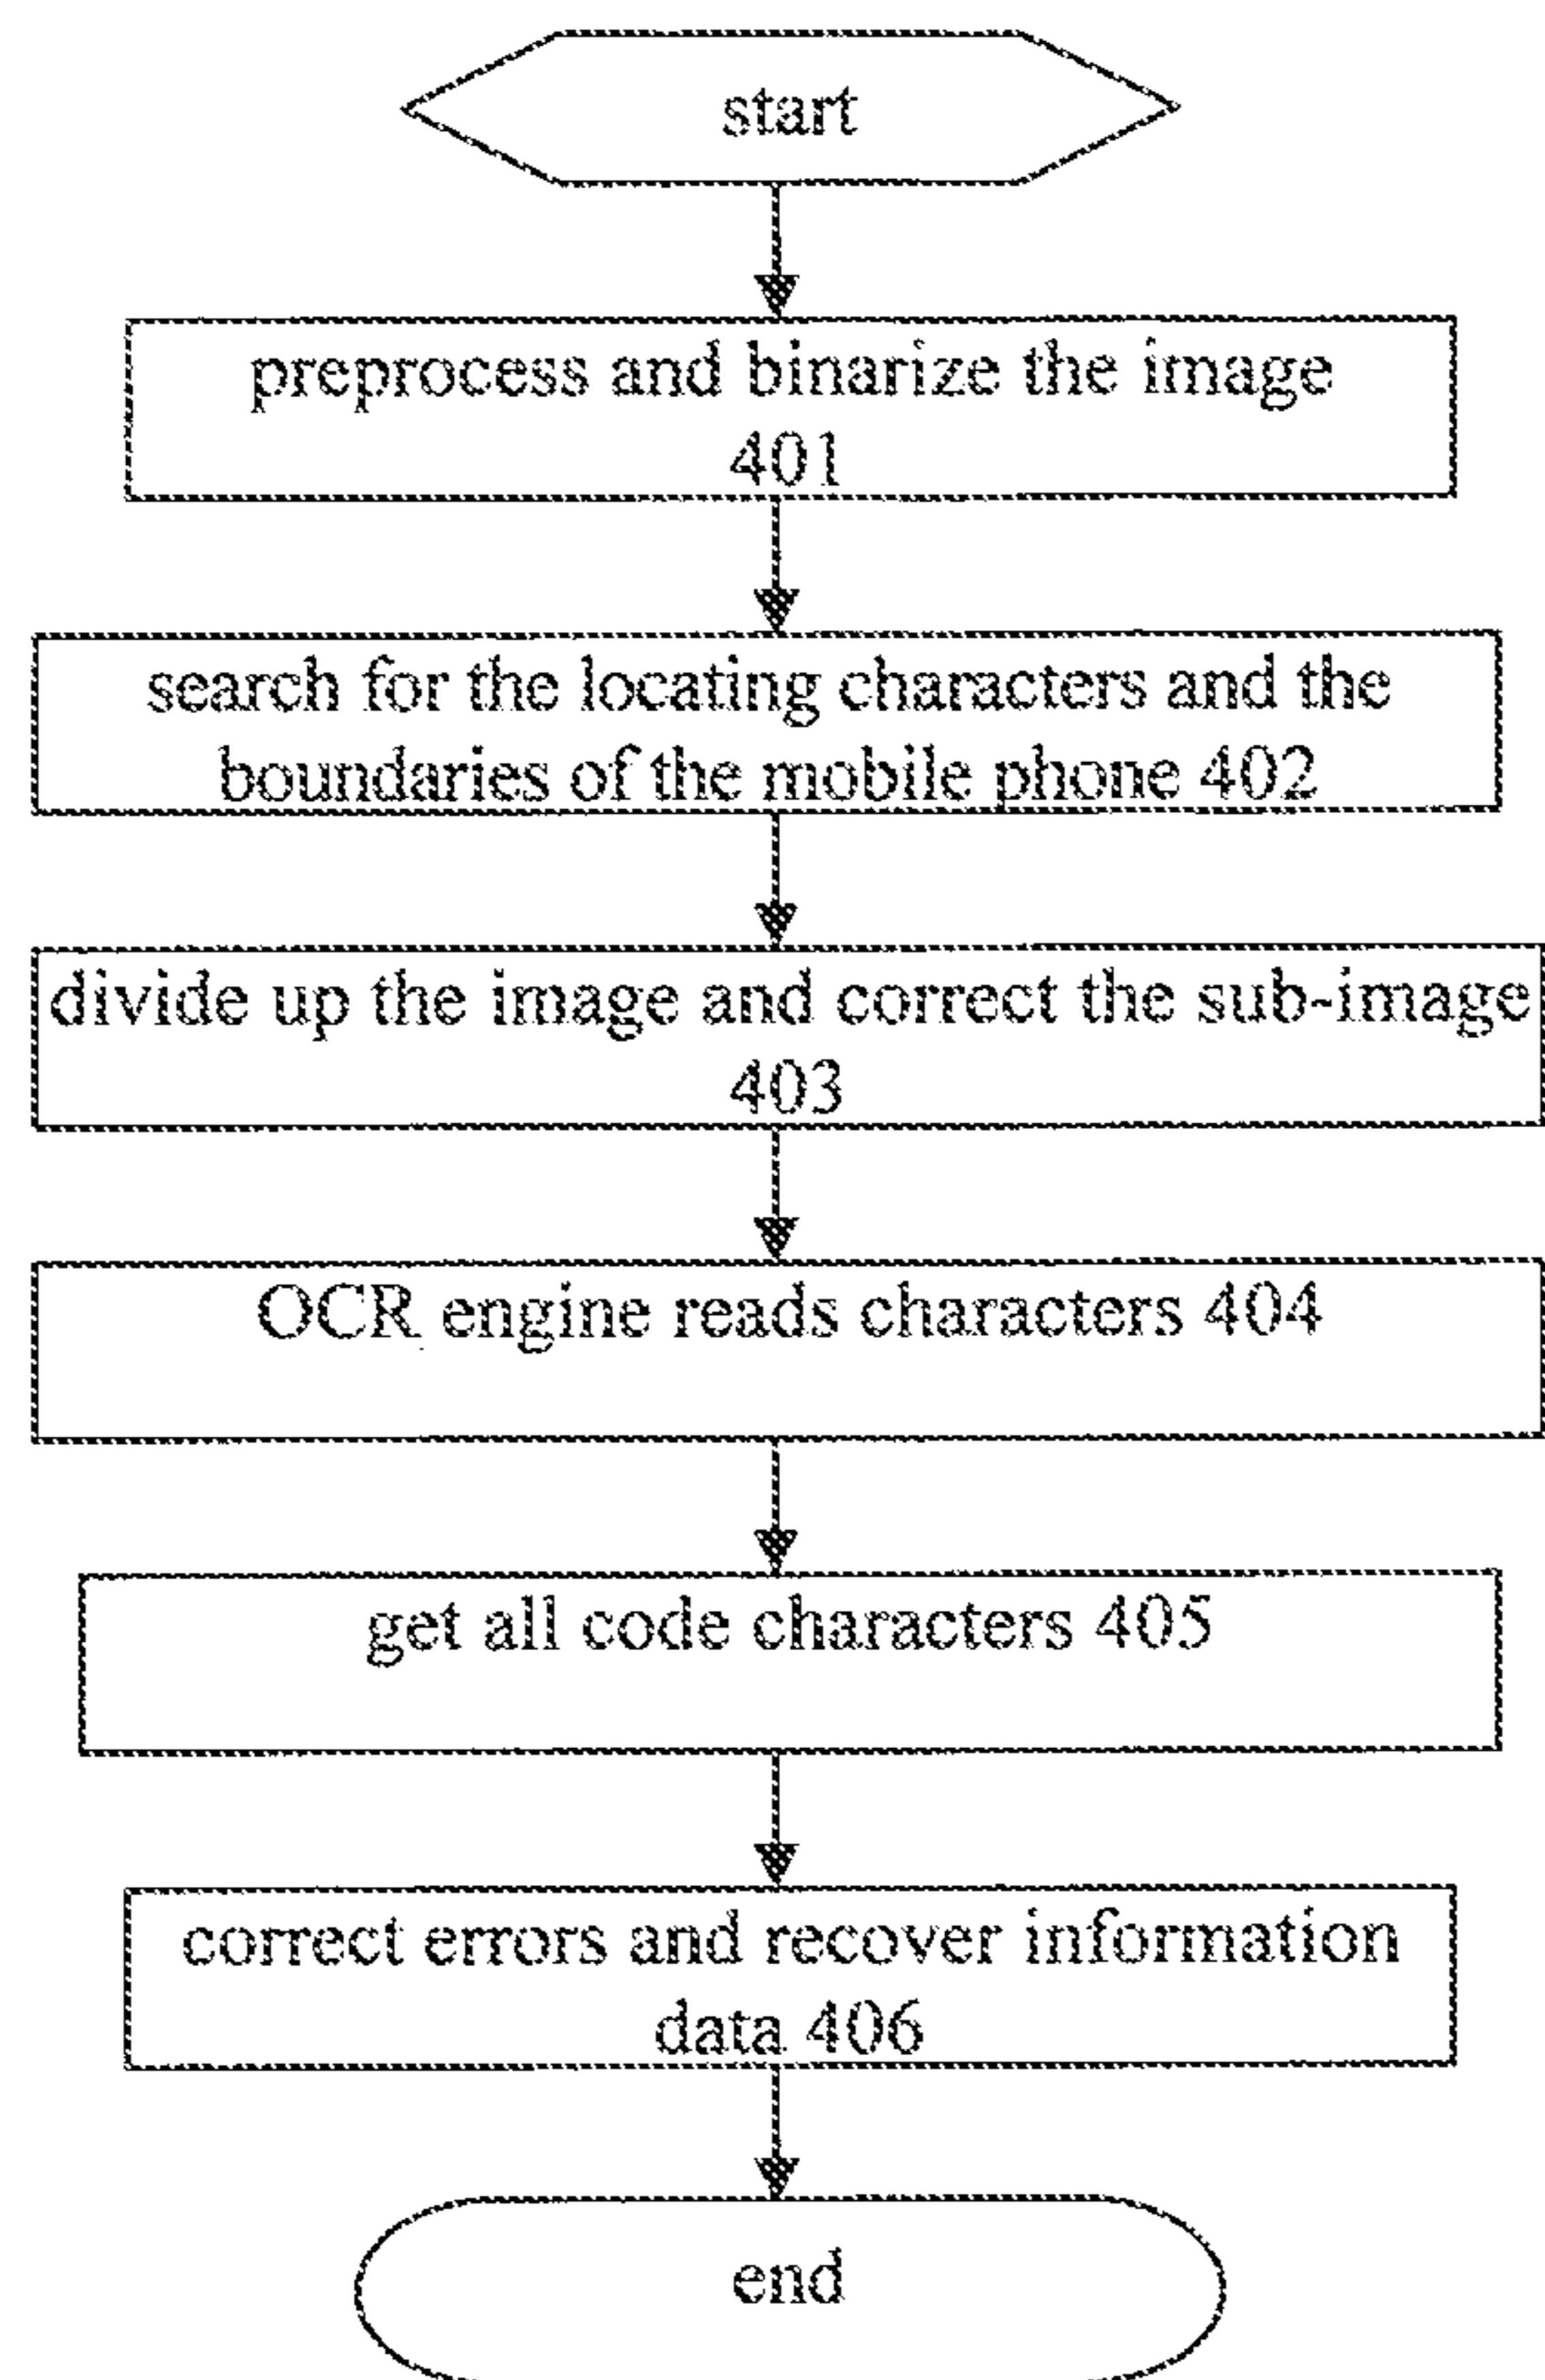 start
preprocess and binarize the image
401
search for the locating characters and the
boundaries of the mobile phone 402
divide up the image and correct the sub-image
403
OCR engine reads characters 404
get all code characters 405
correct errors and recover information
data 406
end